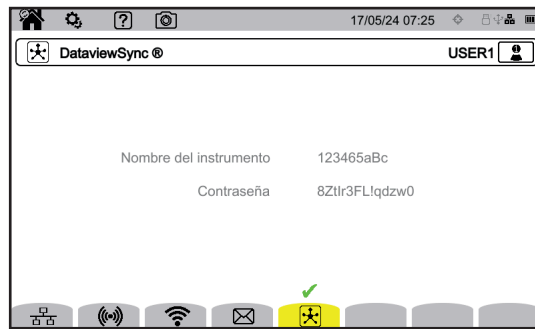 17/05/24 07:25
DataviewSync ® USER1
Nombre del instrumento 123465aBc
Contraseña 8ZtIr3FL!qdzw0